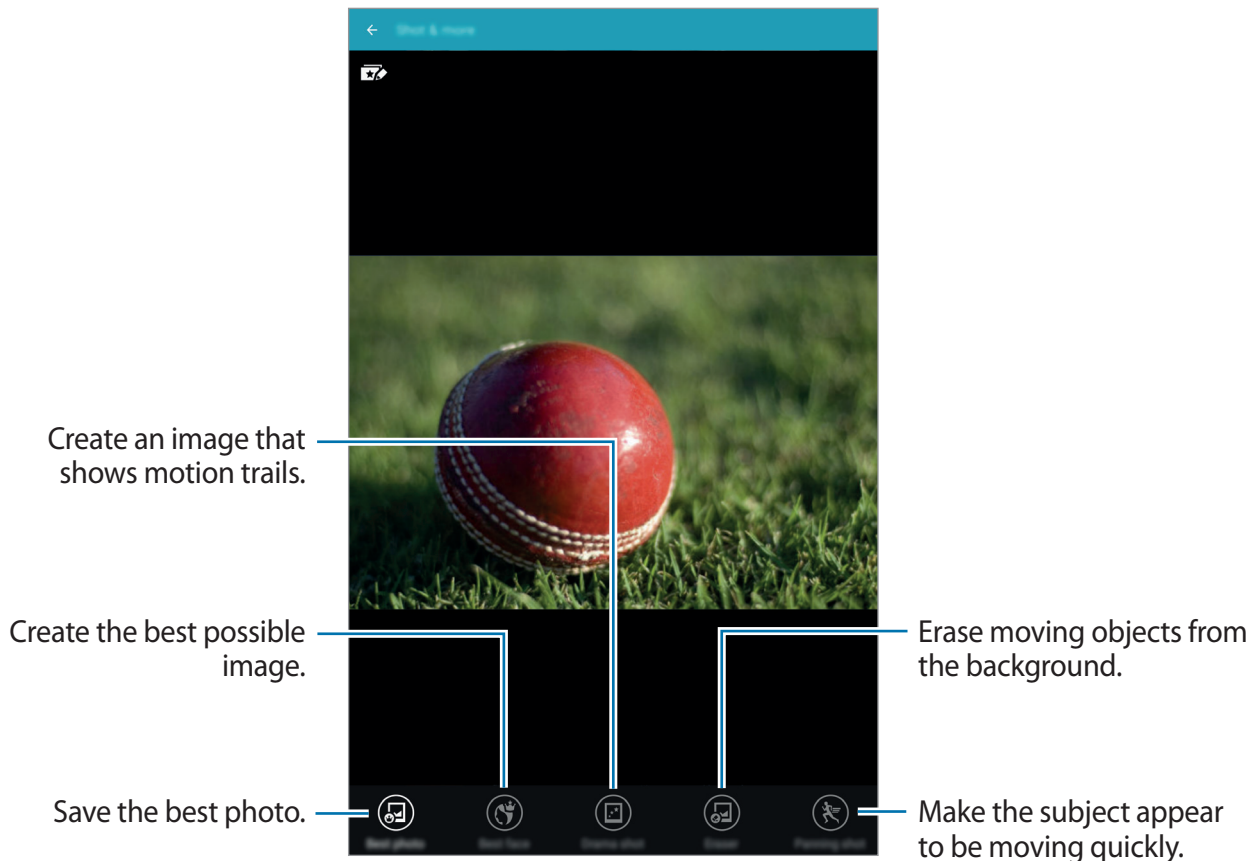 Shot & more
Create an image that
shows motion trails.
Create the best possible
image.
Erase moving objects from
the background.
Save the best photo.
Make the subject appear
to be moving quickly.
Best photo
Best face
Drama shot
Eraser
Panning shot